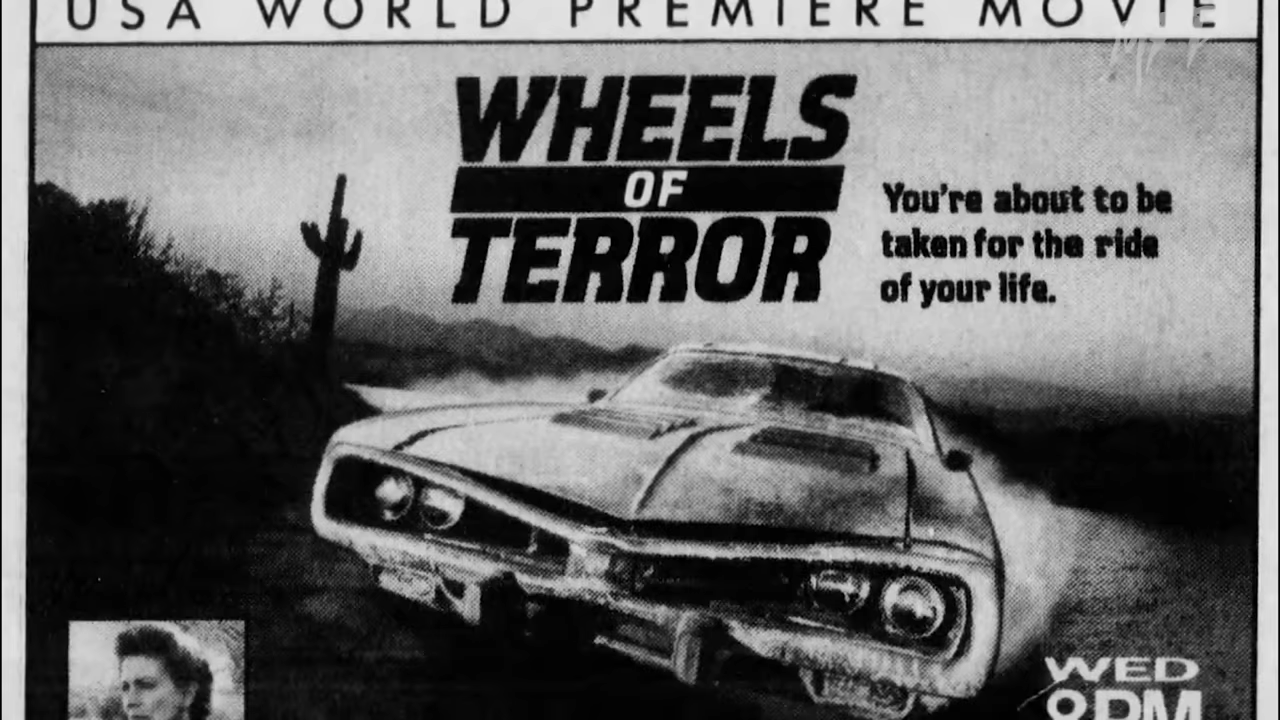 USA WORLD PREMIERE MOVIE
WHEELS
OF
TERROR
You're about to be
taken for the ride
of your life.
WED
PM